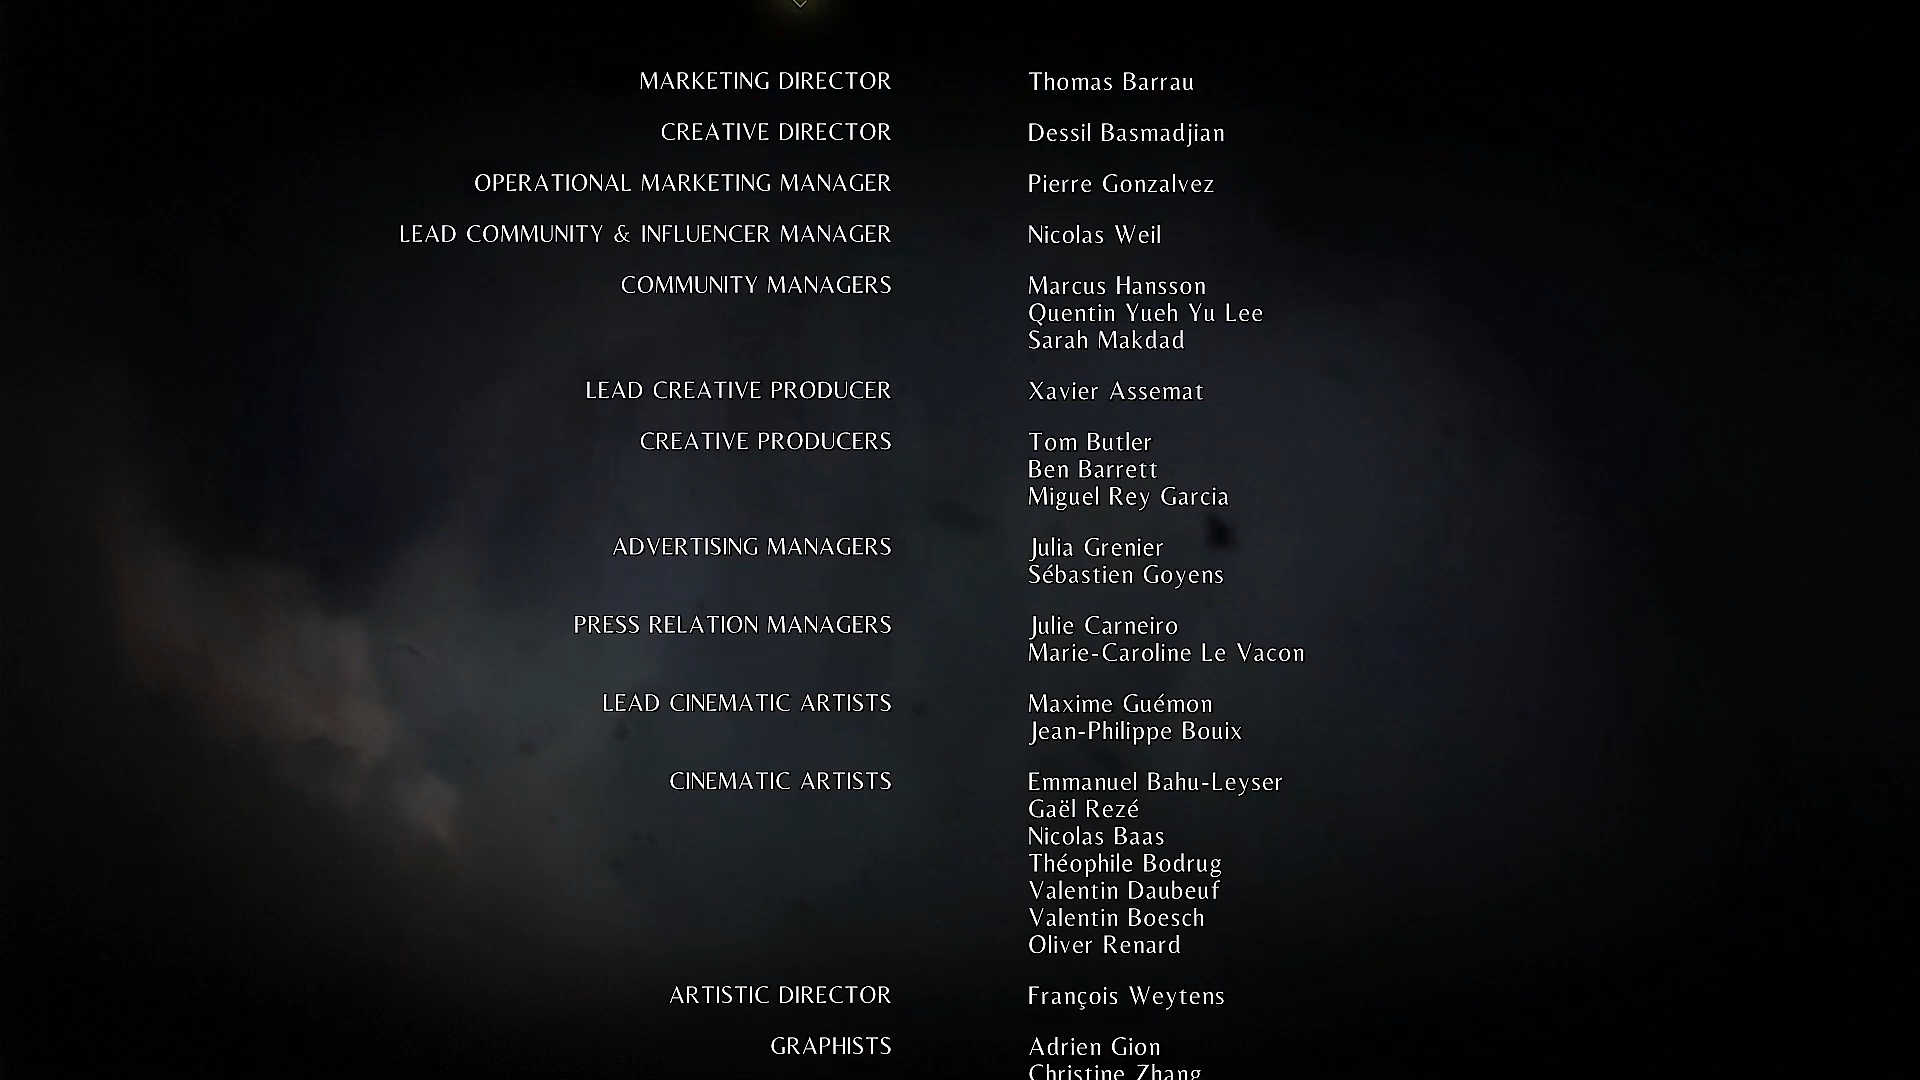 MARKETING DIRECTOR Thomas Barrau
CREATIVE DIRECTOR Dessil Basmadjian
OPERATIONAL MARKETING MANAGER Pierre Gonzalvez
LEAD COMMUNITY & INFLUENCER MANAGER Nicolas Weil
COMMUNITY MANAGERS Marcus Hansson
Quentin Yueh Yu Lee
Sarah Makdad
LEAD CREATIVE PRODUCER Xavier Assemat
CREATIVE PRODUCERS Tom Butler
Ben Barrett
Miguel Rey Garcia
ADVERTISING MANAGERS Julia Grenier
Sébastien Goyens
PRESS RELATION MANAGERS Julie Carneiro
Marie-Caroline Le Vacon
LEAD CINEMATIC ARTISTS Maxime Guémon
Jean-Philippe Bouix
CINEMATIC ARTISTS Emmanuel Bahu-Leyser
Gaël Rezé
Nicolas Baas
Théophile Bodrug
Valentin Daubeuf
Valentin Boesch
Oliver Renard
ARTISTIC DIRECTOR François Weytens
GRAPHISTS Adrien Gion
Christine Zhang